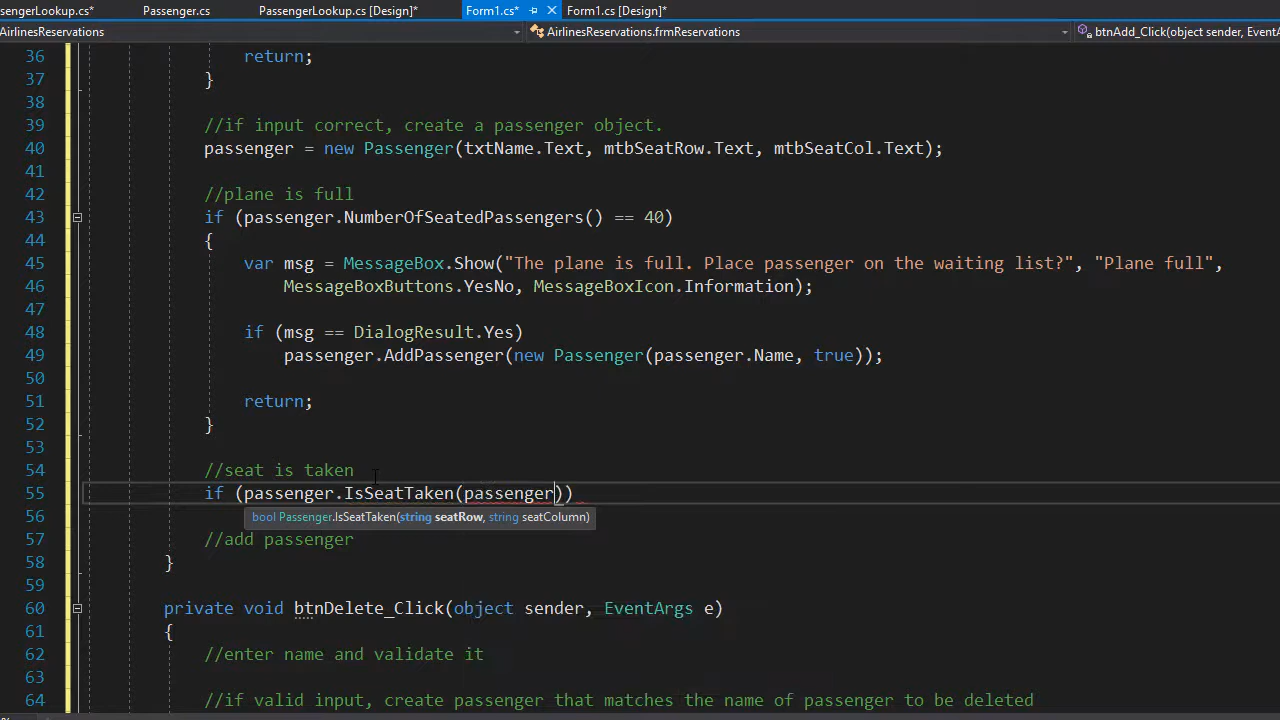 ssengerLookup.cs* Passenger.cs PassengerLookup.cs [Design]* Form1.cs* Form1.cs [Design]*
AirlinesReservations AirlinesReservations.frmReservations btnAdd_Click(object sender, EventA
36 return;
37 }
38
39 //if input correct, create a passenger object.
40 passenger = new Passenger(txtName.Text, mtbSeatRow.Text, mtbSeatCol.Text);
41
42 //plane is full
43 if (passenger.NumberOfSeatedPassengers() == 40)
44 {
45 var msg = MessageBox.Show("The plane is full. Place passenger on the waiting list?", "Plane full",
46 MessageBoxButtons.YesNo, MessageBoxIcon.Information);
47
48 if (msg == DialogResult.Yes)
49 passenger.AddPassenger(new Passenger(passenger.Name, true));
50
51 return;
52 }
53
54 //seat is taken
55 if (passenger.IsSeatTaken(passenger))
56 bool Passenger.IsSeatTaken(string seatRow, string seatColumn)
57 //add passenger
58 }
59
60 private void btnDelete_Click(object sender, EventArgs e)
61 {
62 //enter name and validate it
63
64 //if valid input, create passenger that matches the name of passenger to be deleted